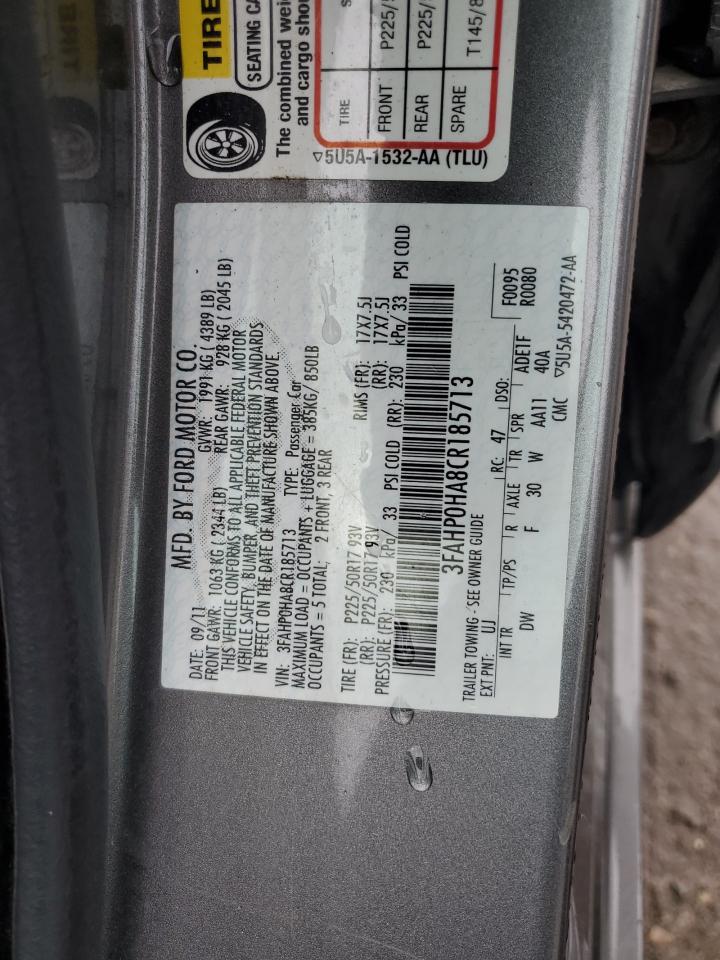 TIRE
SEATING CA
The combined wei
and cargo shou
TIRE S
FRONT P225/5
REAR P225/5
SPARE T145/8
▽5U5A-1532-AA (TLU)
MFD. BY FORD MOTOR CO.
DATE: 09/11 GVWR: 1991 KG ( 4389 LB)
FRONT GAWR: 1063 KG ( 2344 LB) REAR GAWR: 928 KG ( 2045 LB)
THIS VEHICLE CONFORMS TO ALL APPLICABLE FEDERAL MOTOR
VEHICLE SAFETY, BUMPER, AND THEFT PREVENTION STANDARDS
IN EFFECT ON THE DATE OF MANUFACTURE SHOWN ABOVE
VIN: 3FAHP0HA8CR185713 TYPE: Passenger Car
MAXIMUM LOAD = OCCUPANTS + LUGGAGE = 385KG/ 850LB
OCCUPANTS = 5 TOTAL; 2 FRONT, 3 REAR
TIRE (FR): P225/50R17 93V RIMS (FR): 17X7.5J
(RR): P225/50R17 93V (RR): 17X7.5J
PRESSURE (FR): 230 kPa/ 33 PSI COLD (RR): 230 kPa/ 33 PSI COLD
3FAHP0HA8CR185713
TRAILER TOWING - SEE OWNER GUIDE
EXT PNT: UJ RC: 47 DSO: F0095
INT TR TP/PS R AXLE TR SPR R0080
DW F 30 W AA11 ADE1F
40A
CMC ▽5U5A-5420472-AA